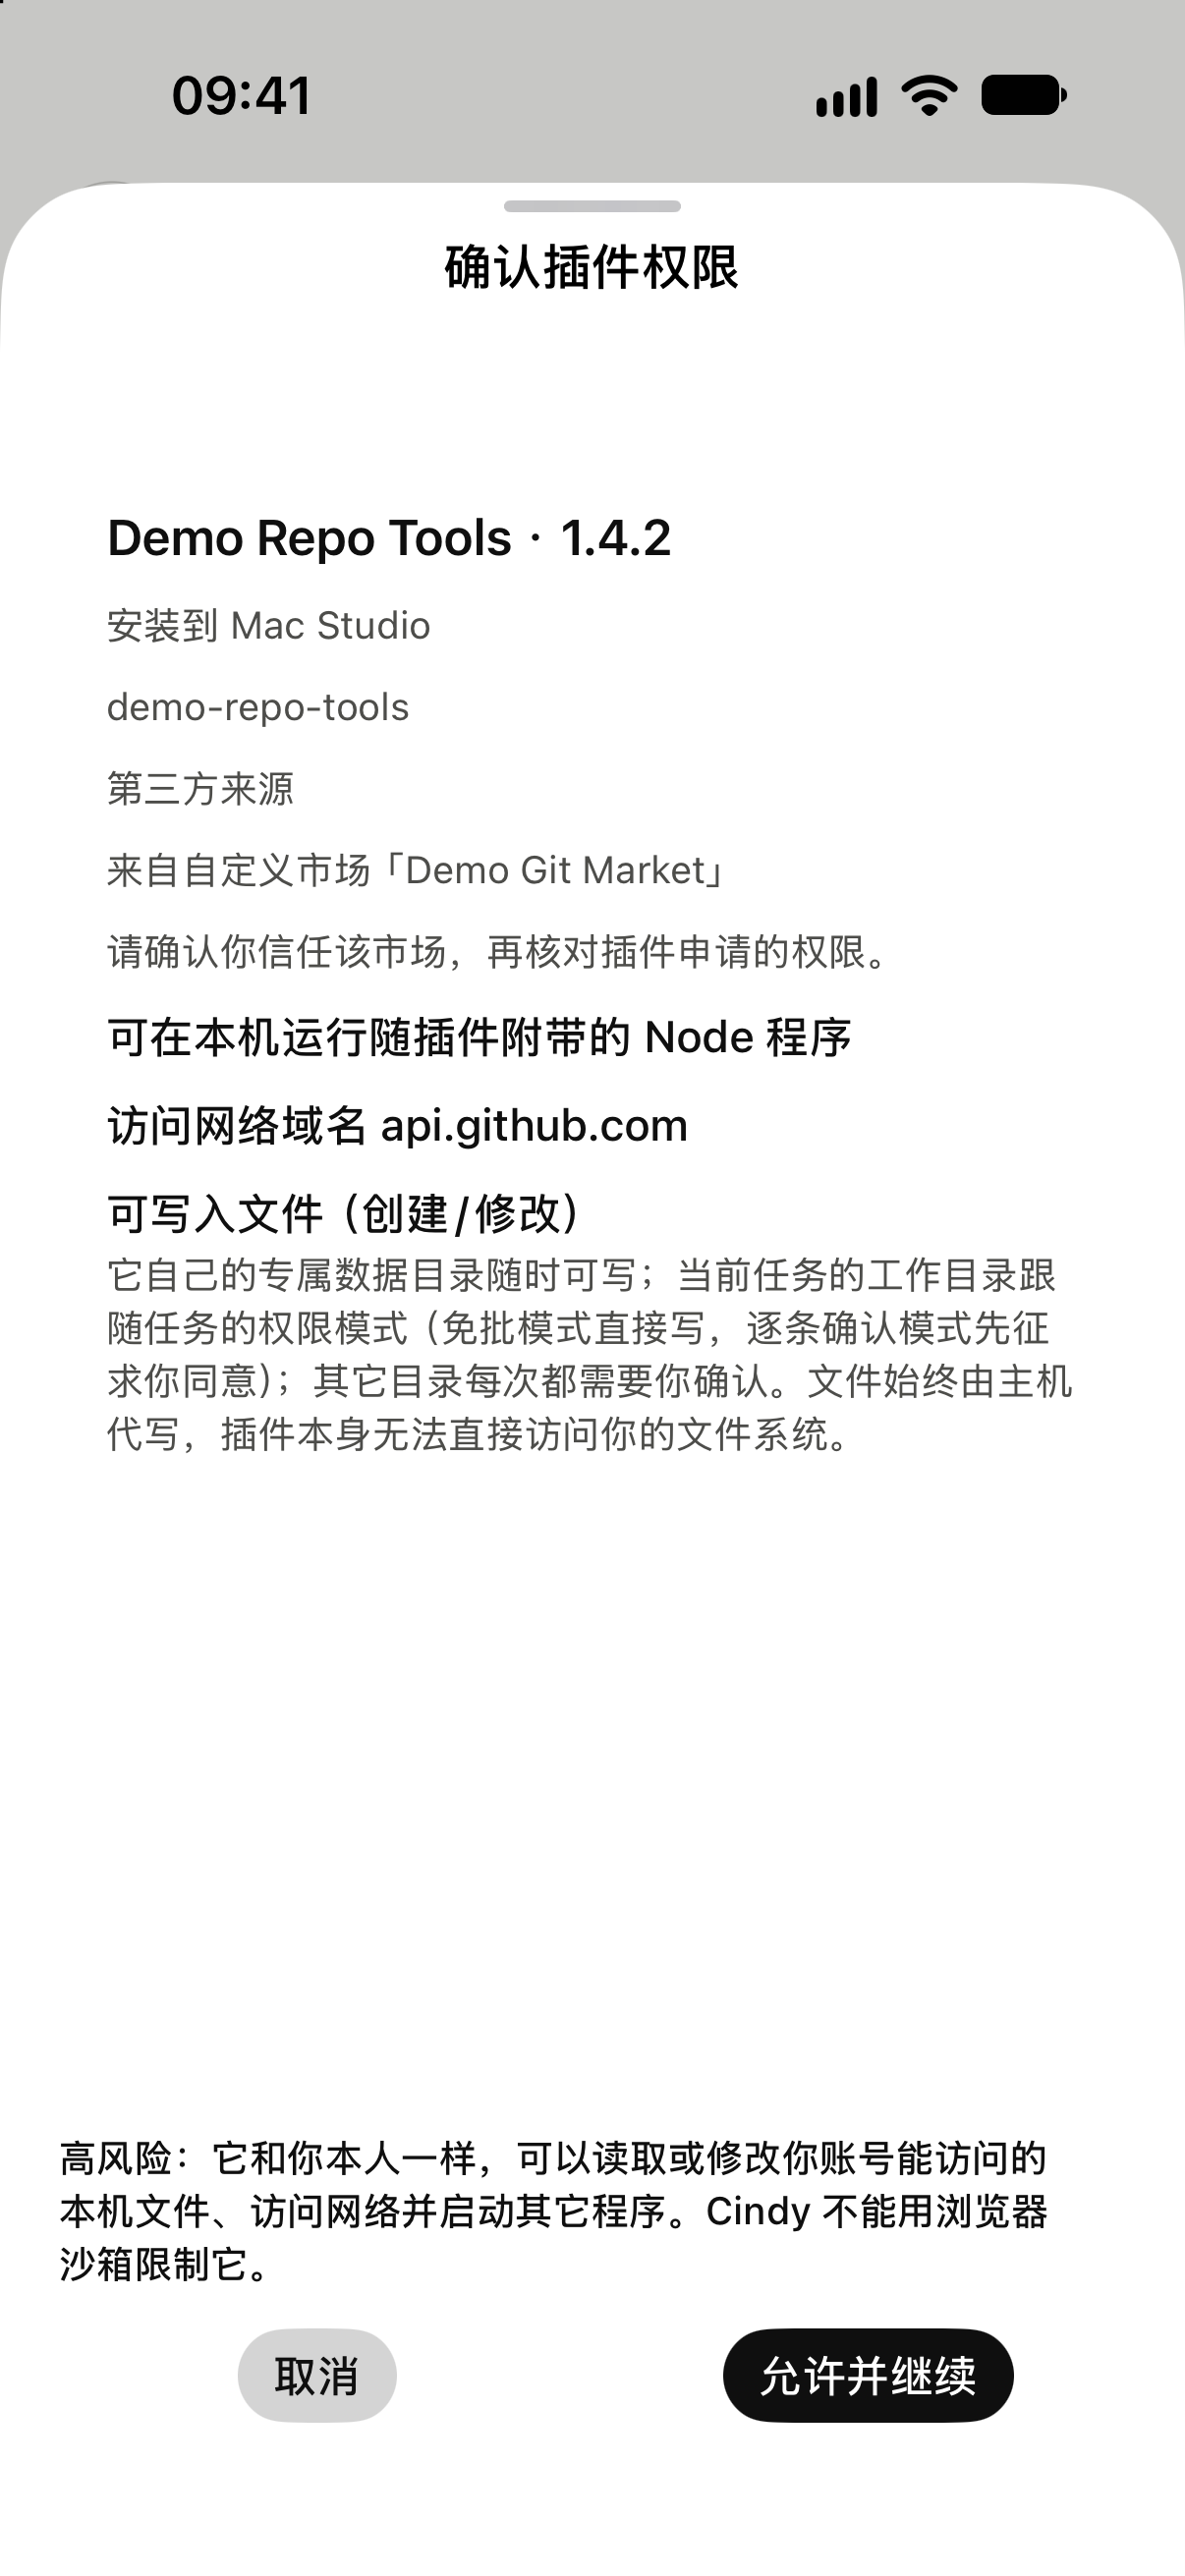 09:41
确认插件权限
Demo Repo Tools · 1.4.2
安装到 Mac Studio
demo-repo-tools
第三方来源
来自自定义市场「Demo Git Market」
请确认你信任该市场，再核对插件申请的权限。
可在本机运行随插件附带的 Node 程序
访问网络域名 api.github.com
可写入文件（创建/修改）
它自己的专属数据目录随时可写；当前任务的工作目录跟
随任务的权限模式（免批模式直接写，逐条确认模式先征
求你同意）；其它目录每次都需要你确认。文件始终由主机
代写，插件本身无法直接访问你的文件系统。
高风险：它和你本人一样，可以读取或修改你账号能访问的
本机文件、访问网络并启动其它程序。Cindy 不能用浏览器
沙箱限制它。
取消
允许并继续